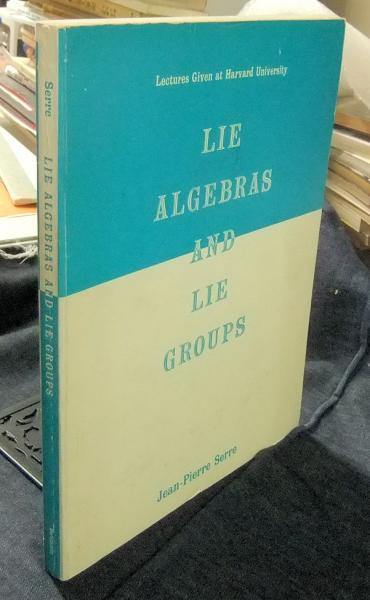 Lectures Given at Harvard University
LIE
ALGEBRAS
AND
LIE
GROUPS
Jean-Pierre Serre
Serre LIE ALGEBRAS AND LIE GROUPS